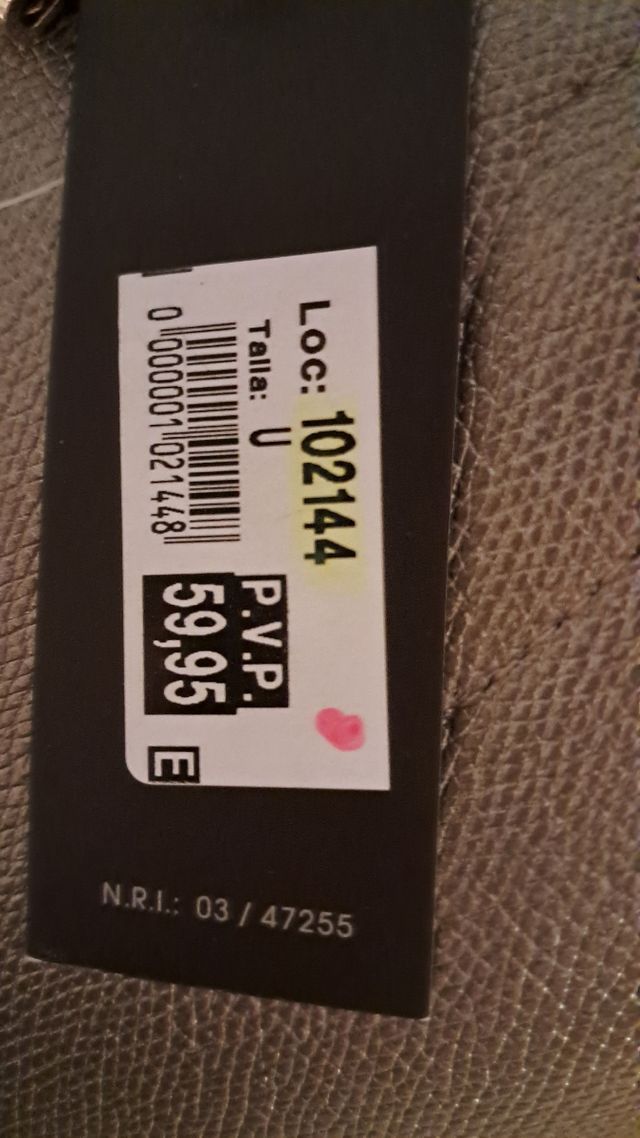 Loc: 102144
Talla: U
0 000001 021448
P.V.P.
59,95
E
N.R.I.: 03 / 47255